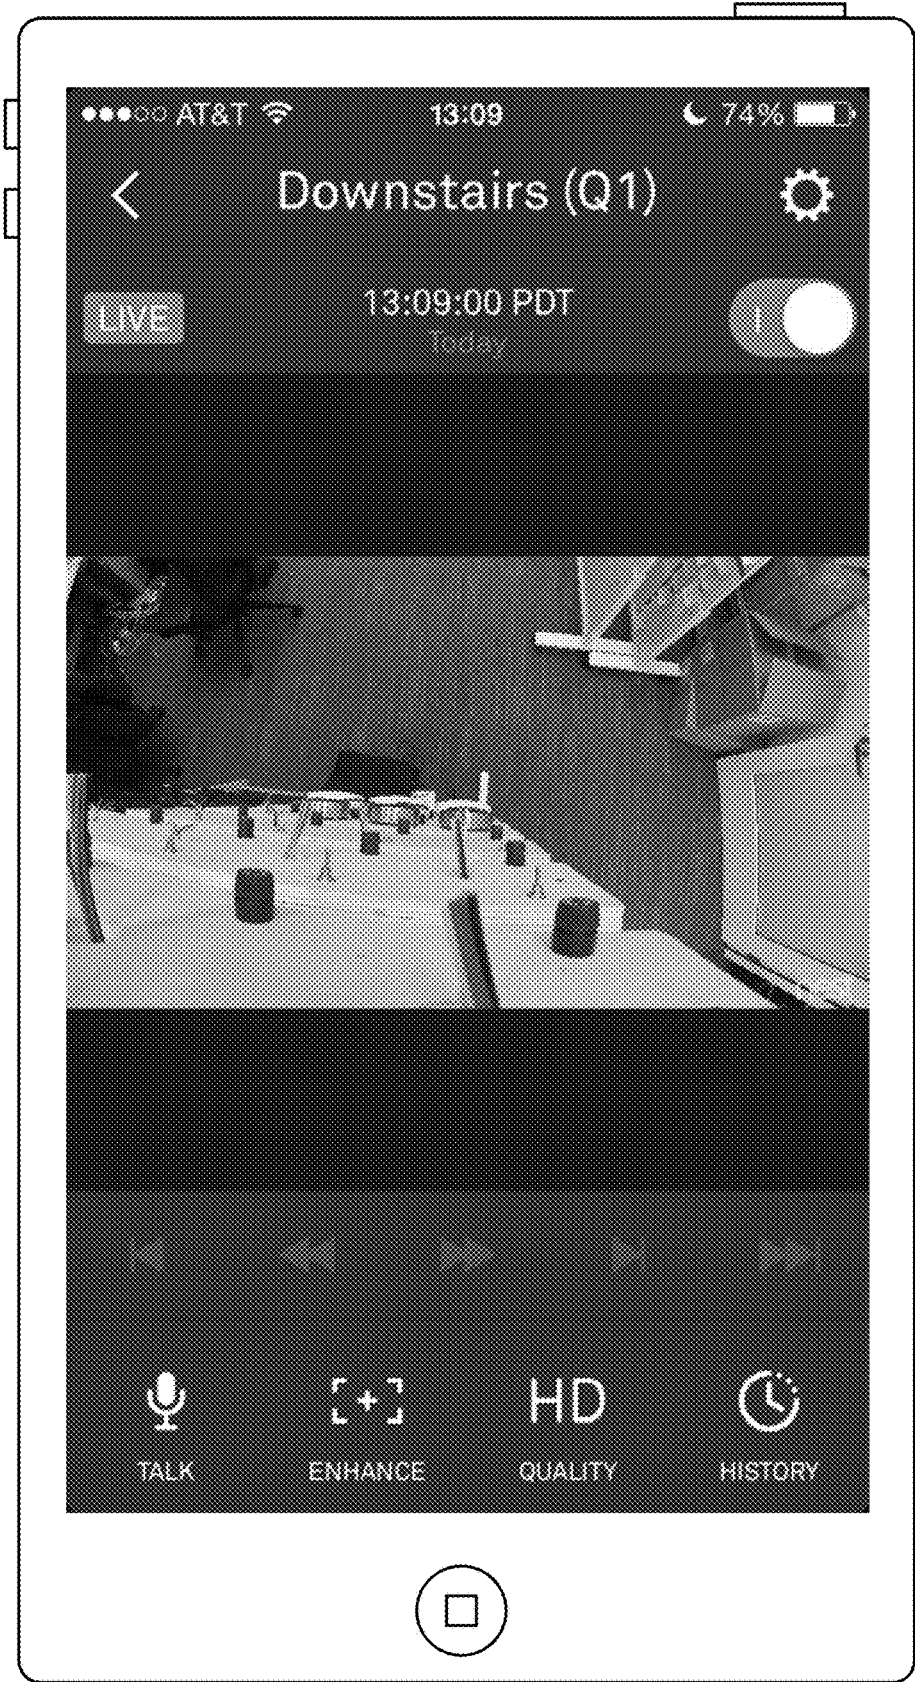 AT&T 13:09 74%
Downstairs (Q1)
LIVE 13:09:00 PDT
Today
HD
TALK ENHANCE QUALITY HISTORY